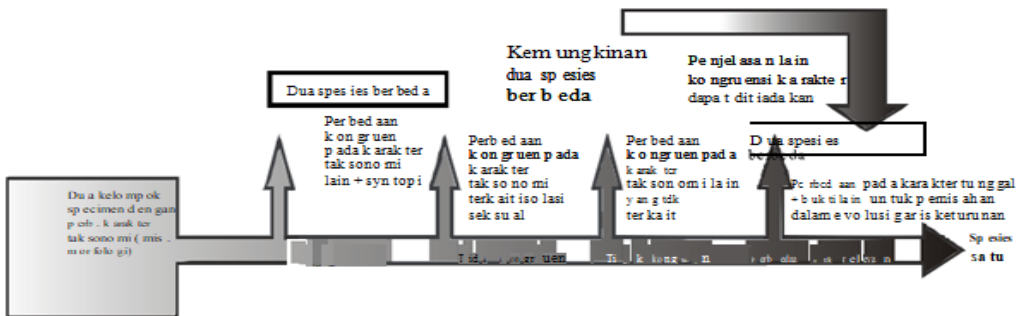 Dua kelompok
specimen dengan
perb. karakter
taksonomi (mis.
morfologi)
Dua spesies berbeda
Perbedaan
kongruen
pada karakter
taksonomi
lain + syntopi
Kemungkinan
dua spesies
berbeda
Perbedaan
kongruen pada
karakter
taksonomi
terkait isolasi
seksual
Penjelasan lain
kongruensi karakter
dapat ditiadakan
Perbedaan
kongruen pada
karakter
taksonomi lain
yang tdk
terkait
Dua spesies
berbeda
Perbedaan pada karakter tunggal
+ bukti lain untuk pemisahan
dalam evolusi garis keturunan
Spesies
satu